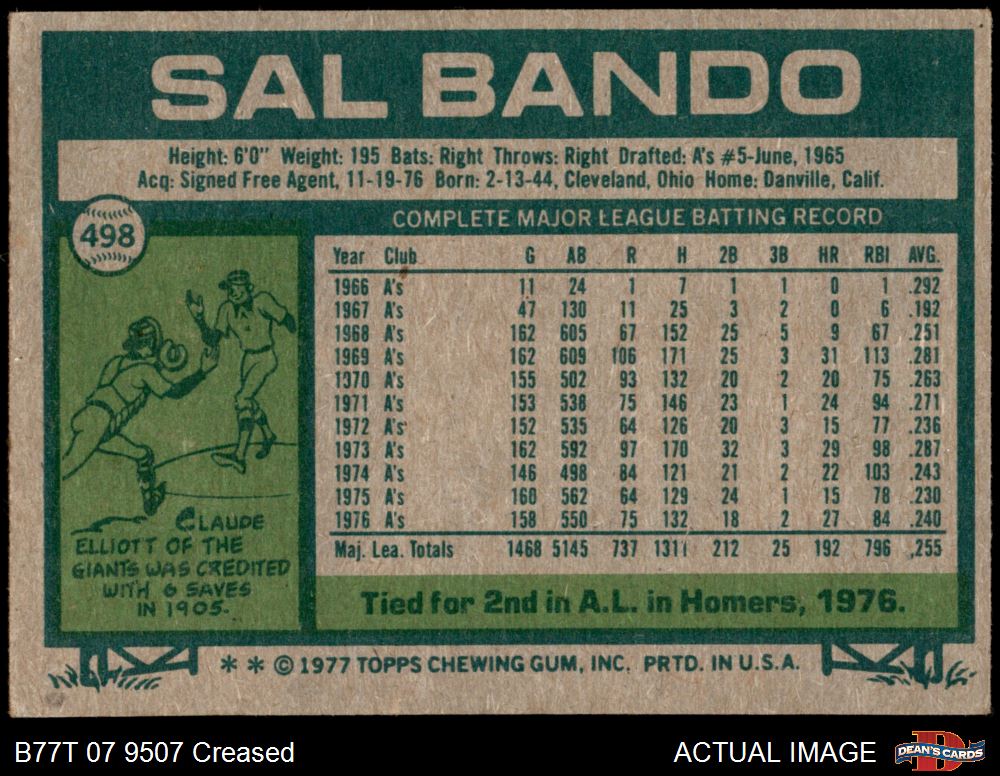 SAL BANDO
Height: 6'0" Weight: 195 Bats: Right Throws: Right Drafted: A's #5-June, 1965
Acq: Signed Free Agent, 11-19-76 Born: 2-13-44, Cleveland, Ohio Home: Danville, Calif.
498
COMPLETE MAJOR LEAGUE BATTING RECORD
Year Club G AB R H 2B 3B HR RBI AVG.
1966 A's 11 24 1 7 1 1 0 1 .292
1967 A's 47 130 11 25 3 2 0 6 .192
1968 A's 162 605 67 152 25 5 9 67 .251
1969 A's 162 609 106 171 25 3 31 113 .281
1970 A's 155 502 93 132 20 2 20 75 .263
1971 A's 153 538 75 146 23 1 24 94 .271
1972 A's 152 535 64 126 20 3 15 77 .236
1973 A's 162 592 97 170 32 3 29 98 .287
1974 A's 146 498 84 121 21 2 22 103 .243
1975 A's 160 562 64 129 24 1 15 78 .230
1976 A's 158 550 75 132 18 2 27 84 .240
Maj. Lea. Totals 1468 5145 737 1311 212 25 192 796 .255
CLAUDE
ELLIOTT OF THE
GIANTS WAS CREDITED
WITH 6 SAVES
IN 1905.
Tied for 2nd in A.L. in Homers, 1976.
* * © 1977 TOPPS CHEWING GUM, INC. PRTD. IN U.S.A.
B77T 07 9507 Creased
ACTUAL IMAGE
DEAN'S CARDS